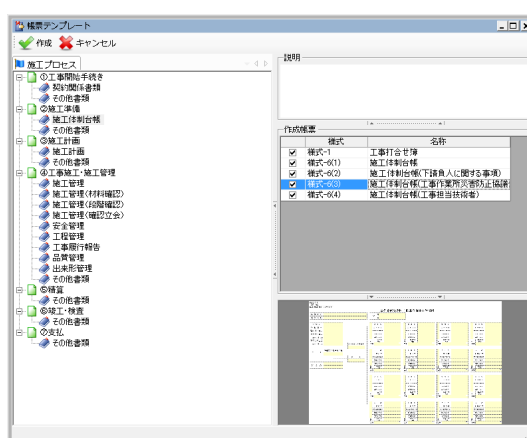 帳票テンプレート
作成 キャンセル
施工プロセス
①工事開始手続き
契約関係書類
その他書類
②施工準備
施工体制台帳
その他書類
③施工計画
施工計画
その他書類
④工事施工・施工管理
施工管理
施工管理(材料確認)
施工管理(段階確認)
施工管理(確認立会)
安全管理
工程管理
工事履行報告
品質管理
出来形管理
その他書類
⑤積算
その他書類
⑥竣工・検査
その他書類
⑦支払
その他書類
説明
作成帳票
様式 名称
様式-1 工事打合せ簿
様式-6(1) 施工体制台帳
様式-6(2) 施工体制台帳(下請負人に関する事項)
様式-6(3) 施工体制台帳(工事作業所災害防止協議
様式-6(4) 施工体制台帳(工事担当技術者)